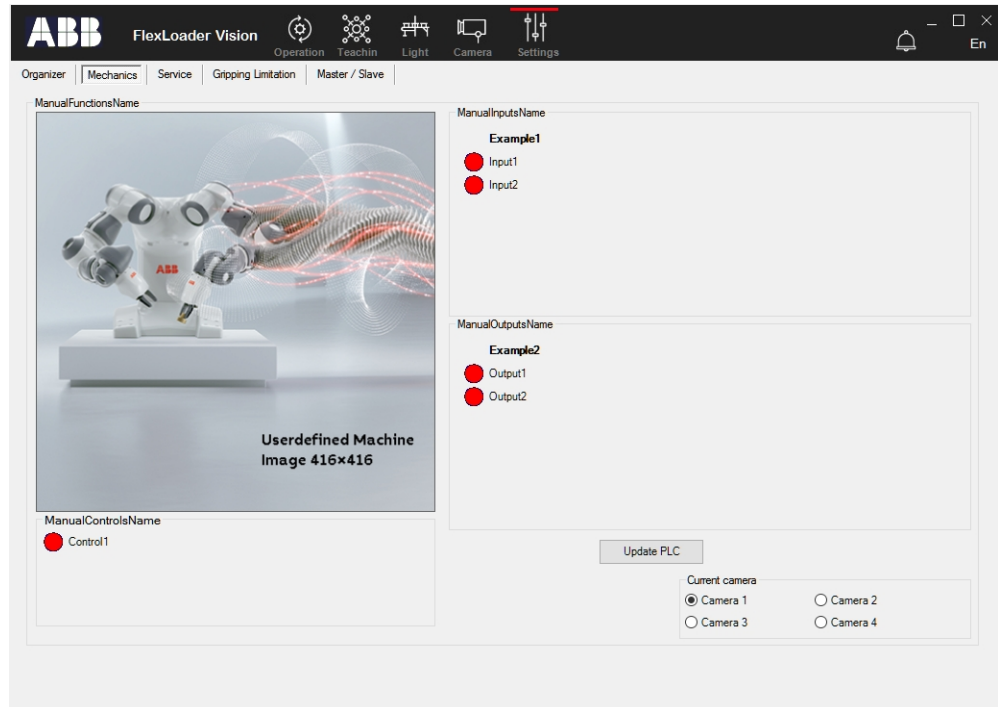 ABB
FlexLoader Vision
Operation
Teachin
Light
Camera
Settings
En
Organizer
Mechanics
Service
Gripping Limitation
Master / Slave
ManualFunctionsName
ABB
Userdefined Machine
Image 416×416
ManualInputsName
Example1
Input1
Input2
ManualOutputsName
Example2
Output1
Output2
ManualControlsName
Control1
Update PLC
Current camera
Camera 1
Camera 2
Camera 3
Camera 4